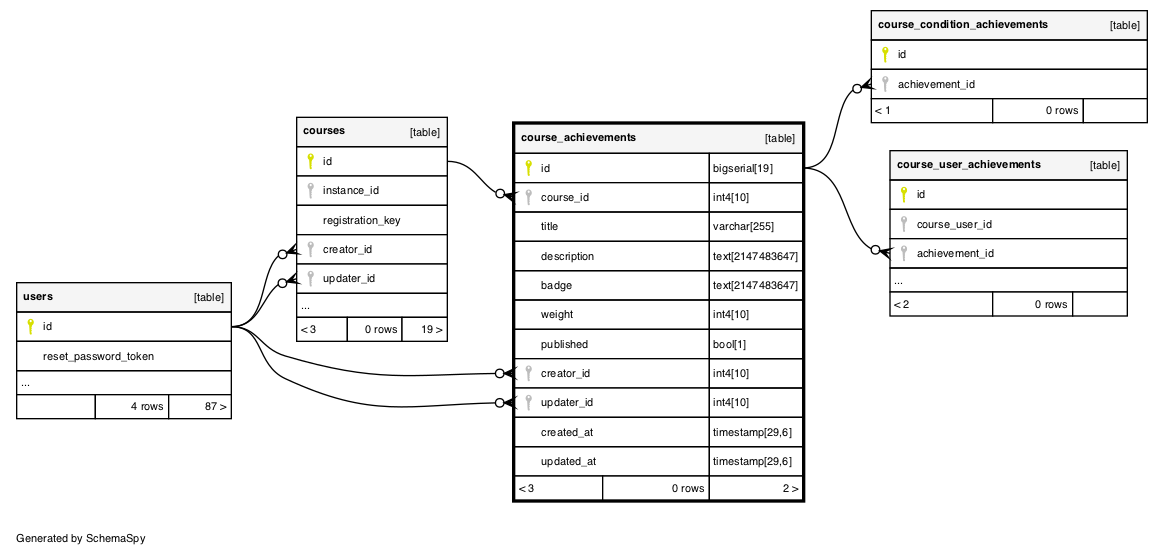 course_condition_achievements [table]
id
achievement_id
< 1 0 rows
courses [table]
id
instance_id
registration_key
creator_id
updater_id
...
< 3 0 rows 19 >
course_achievements [table]
id bigserial[19]
course_id int4[10]
title varchar[255]
description text[2147483647]
badge text[2147483647]
weight int4[10]
published bool[1]
creator_id int4[10]
updater_id int4[10]
created_at timestamp[29,6]
updated_at timestamp[29,6]
< 3 0 rows 2 >
course_user_achievements [table]
id
course_user_id
achievement_id
...
< 2 0 rows
users [table]
id
reset_password_token
...
4 rows 87 >
Generated by SchemaSpy